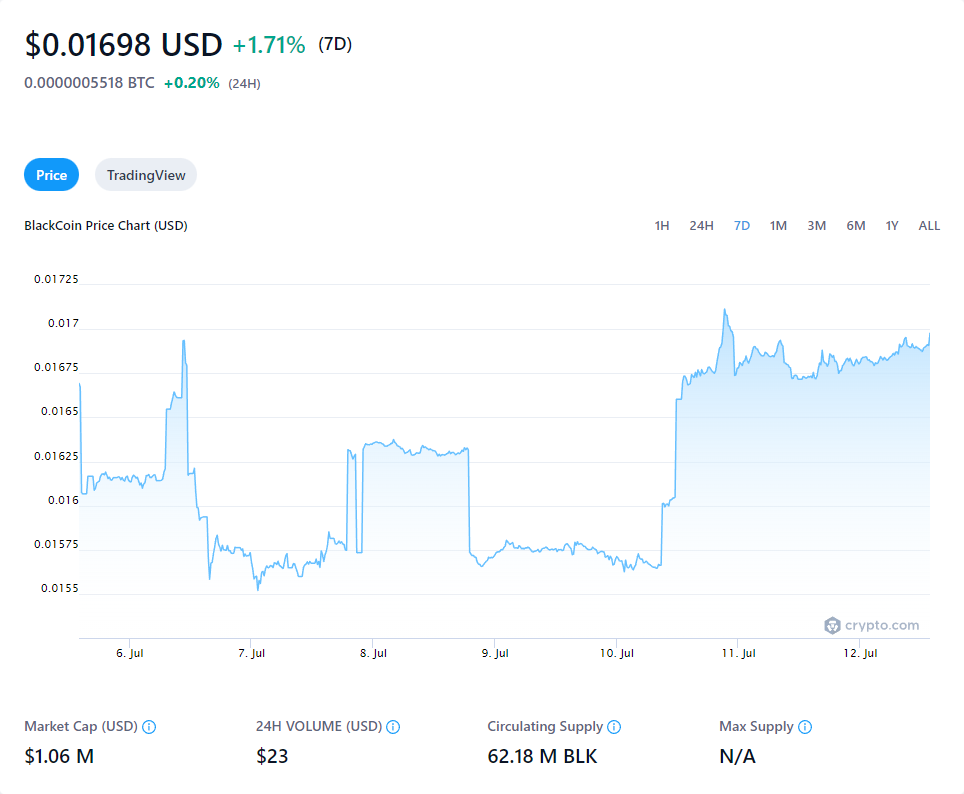 $0.01698 USD +1.71% (7D)
0.0000005518 BTC +0.20% (24H)
Price TradingView
BlackCoin Price Chart (USD)
1H 24H 7D 1M 3M 6M 1Y ALL
0.01725
0.017
0.01675
0.0165
0.01625
0.016
0.01575
0.0155
crypto.com
6. Jul 7. Jul 8. Jul 9. Jul 10. Jul 11. Jul 12. Jul
Market Cap (USD) 24H VOLUME (USD) Circulating Supply Max Supply
$1.06 M $23 62.18 M BLK N/A